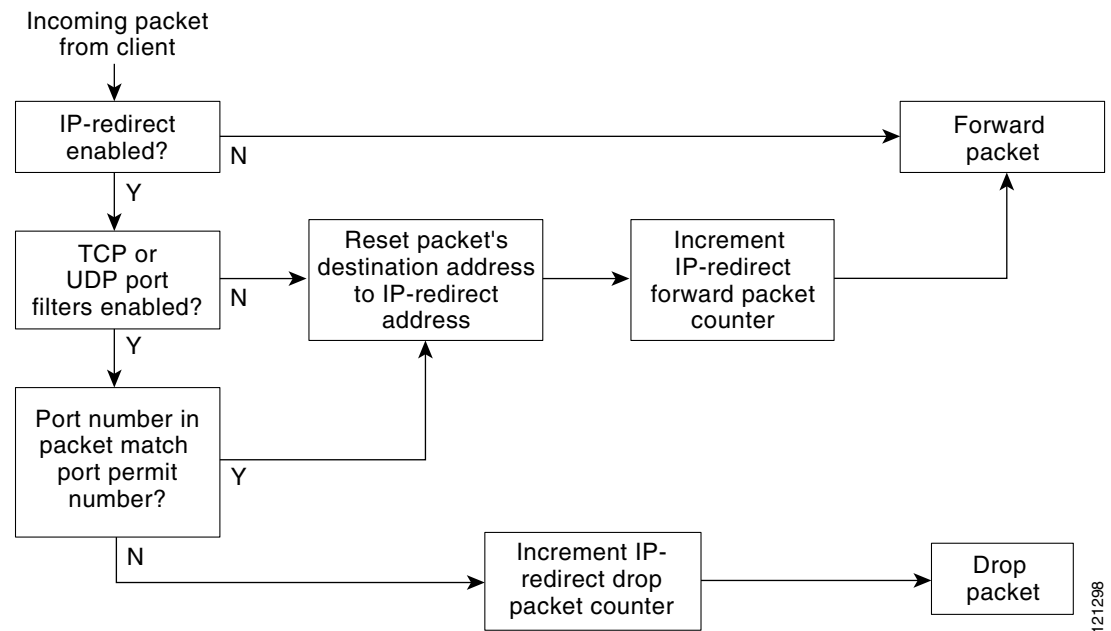 Incoming packet
from client
IP-redirect
enabled?
N
Forward
packet
Y
TCP or
UDP port
filters enabled?
N
Reset packet's
destination address
to IP-redirect
address
Increment
IP-redirect
forward packet
counter
Y
Port number in
packet match
port permit
number?
Y
N
Increment IP-
redirect drop
packet counter
Drop
packet
121298